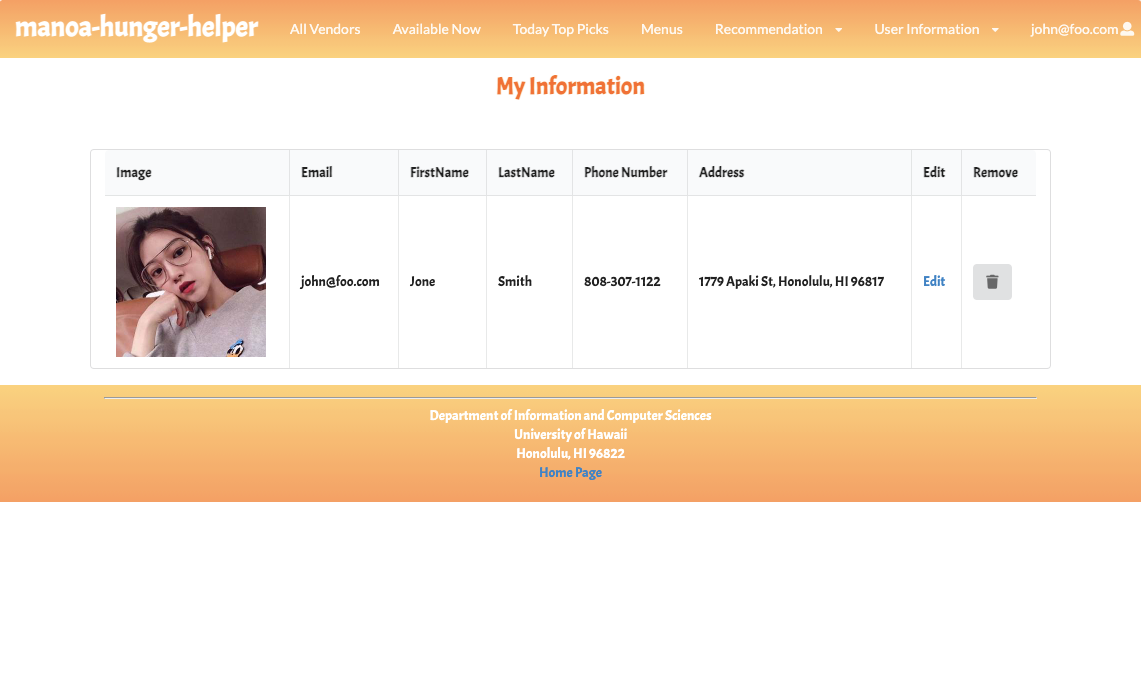 manoa-hunger-helper All Vendors Available Now Today Top Picks Menus Recommendation User Information john@foo.com
My Information
Image Email FirstName LastName Phone Number Address Edit Remove
john@foo.com Jone Smith 808-307-1122 1779 Apaki St, Honolulu, HI 96817 Edit
Department of Information and Computer Sciences
University of Hawaii
Honolulu, HI 96822
Home Page